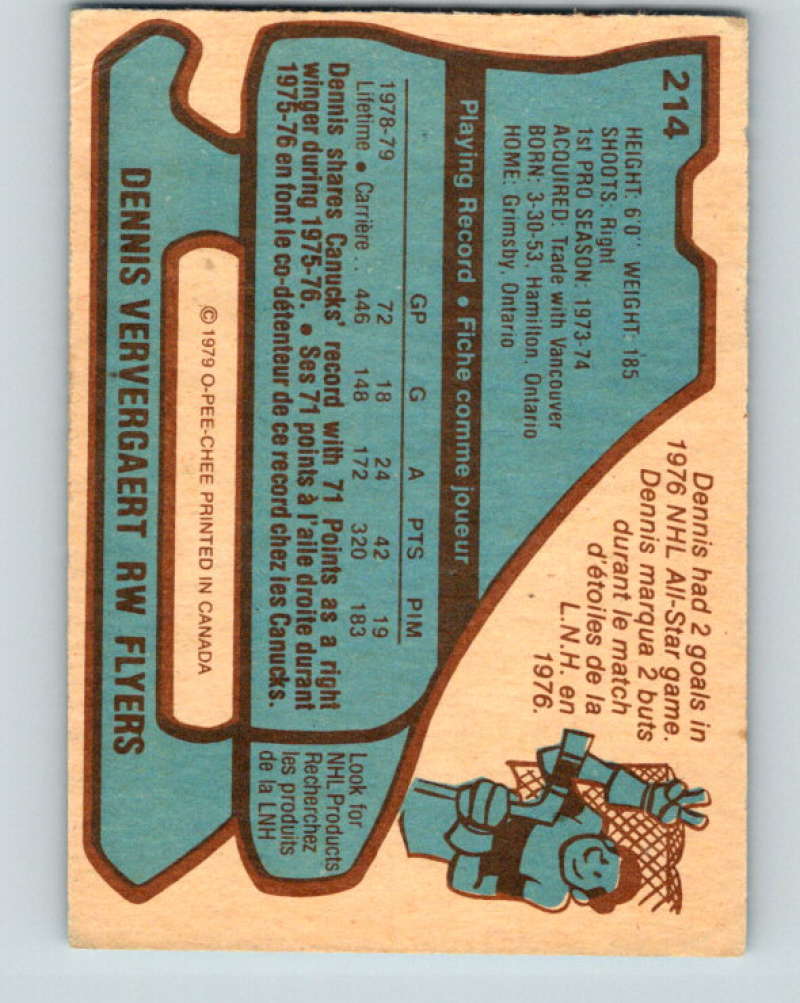 214
HEIGHT: 6'0" WEIGHT: 185
SHOOTS: Right
1st PRO SEASON: 1973-74
ACQUIRED: Trade with Vancouver
BORN: 3-30-53, Hamilton, Ontario
HOME: Grimsby, Ontario
Dennis had 2 goals in
1976 NHL All-Star game.
Dennis marqua 2 buts
durant le match
d'étoiles de la
L.N.H. en
1976.
Playing Record • Fiche comme joueur
GP G A PTS PIM
1978-79 72 18 24 42 19
Lifetime • Carrière .. 446 148 172 320 183
Dennis shares Canucks' record with 71 Points as a right
winger during 1975-76. • Ses 71 points à l'aile droite durant
1975-76 en font le co-détenteur de ce record chez les Canucks.
Look for
NHL Products
Recherchez
les produits
de la LNH
© 1979 O-PEE-CHEE PRINTED IN CANADA
DENNIS VERVERGAERT RW FLYERS